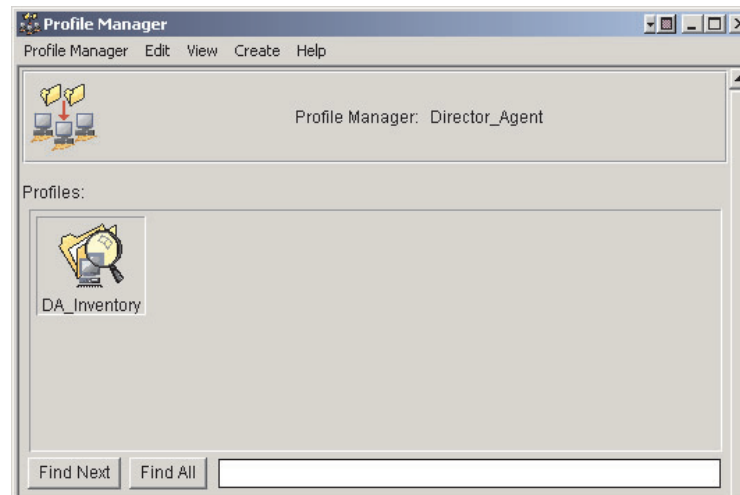 Profile Manager
Profile Manager Edit View Create Help
Profile Manager: Director_Agent
Profiles:
DA_Inventory
Find Next Find All